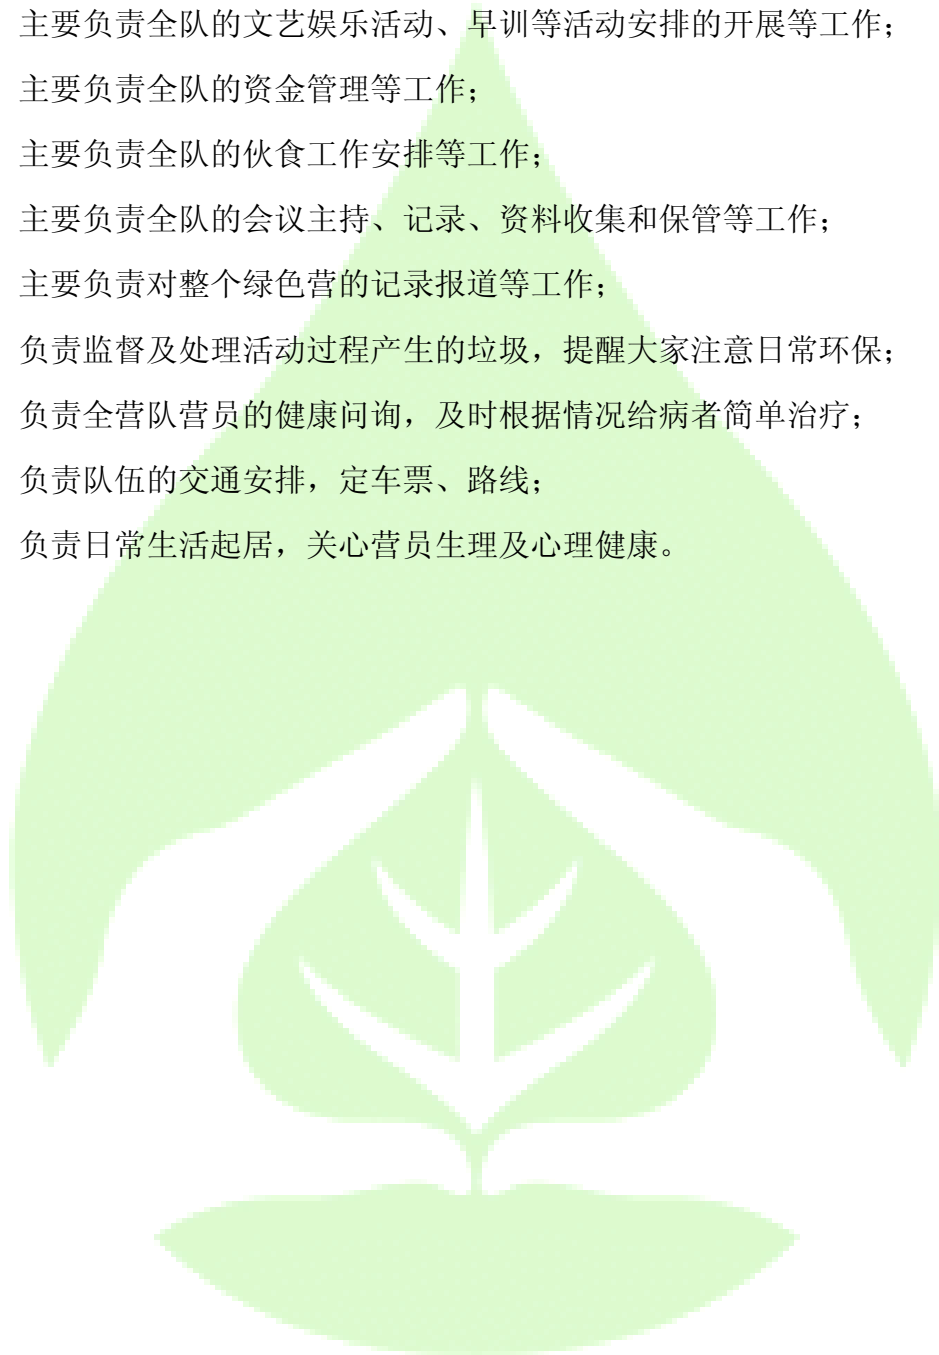 主要负责全队的文艺娱乐活动、早训等活动安排的开展等工作；
主要负责全队的资金管理等工作；
主要负责全队的伙食工作安排等工作；
主要负责全队的会议主持、记录、资料收集和保管等工作；
主要负责对整个绿色营的记录报道等工作；
负责监督及处理活动过程产生的垃圾，提醒大家注意日常环保；
负责全营队营员的健康问询，及时根据情况给病者简单治疗；
负责队伍的交通安排，定车票、路线；
负责日常生活起居，关心营员生理及心理健康。